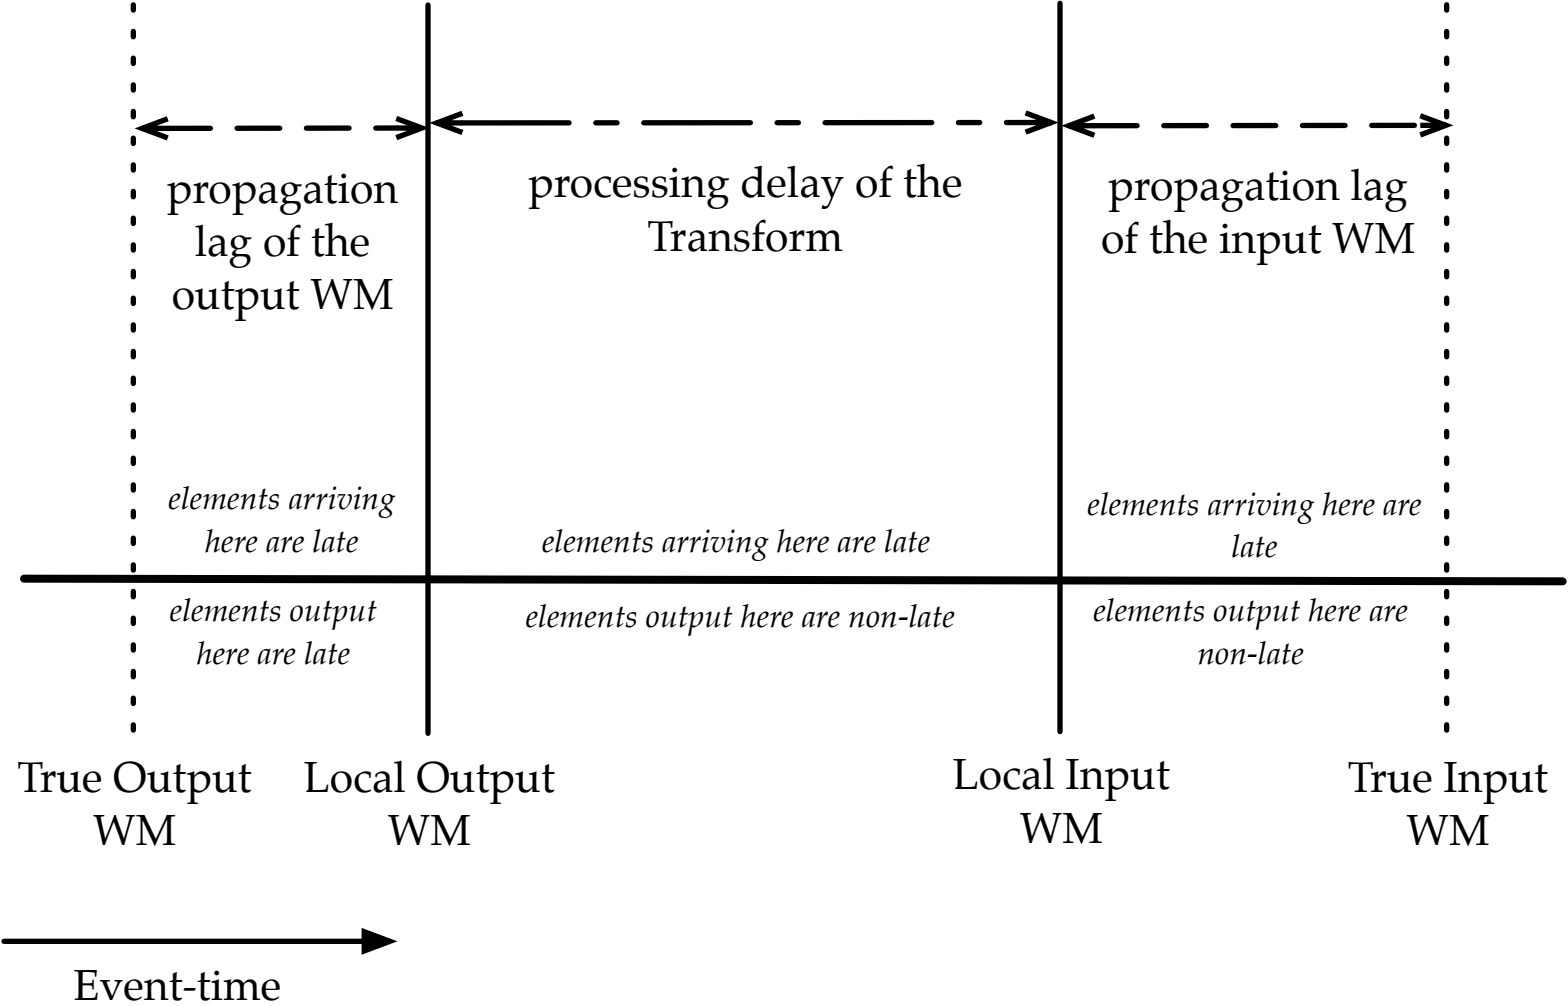 propagation
lag of the
output WM
processing delay of the
Transform
propagation lag
of the input WM
elements arriving
here are late
elements arriving here are late
elements arriving here are
late
elements output
here are late
elements output here are non-late
elements output here are
non-late
True Output
WM
Local Output
WM
Local Input
WM
True Input
WM
Event-time